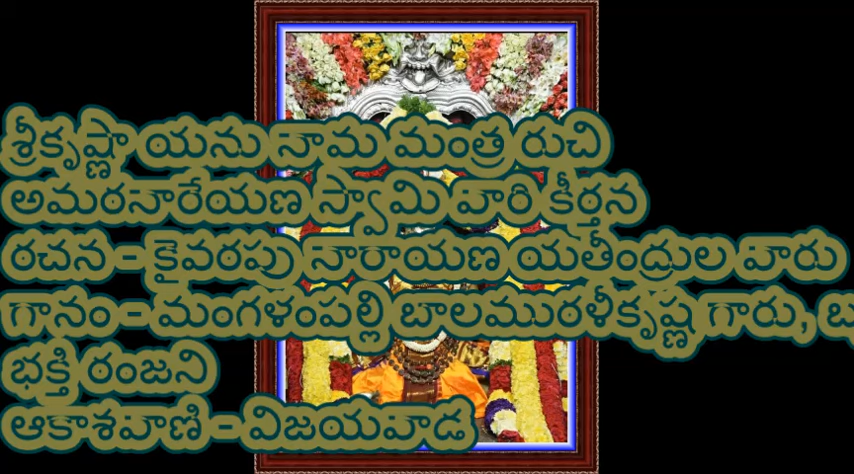 శ్రీకృష్ణా యను నామ మంత్ర రుచి
అమరనారేయణ స్వామి వారి కీర్తన
రచన - కైవరపు నారాయణ యతీంద్రుల వారు
గానం - మంగళంపల్లి బాలమురళీకృష్ణ గారు,
భక్తి రంజని
ఆకాశవాణి - విజయవాడ